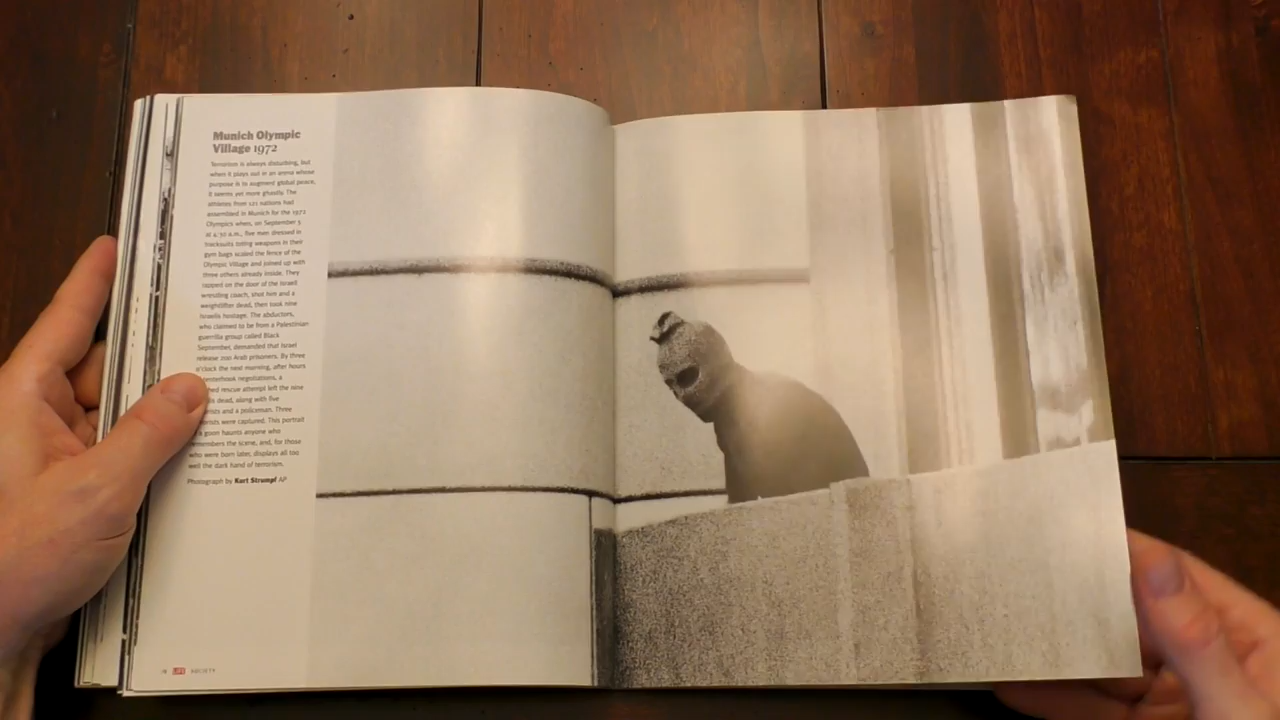 Munich Olympic
Village 1972
Terrorism is always disturbing, but
when it plays out in an arena whose
purpose is to augment global peace,
it seems yet more ghastly. The
athletes from 121 nations had
assembled in Munich for the 1972
Olympics when, on September 5
at 4:30 a.m., five men dressed in
tracksuits toting weapons in their
gym bags scaled the fence of the
Olympic Village and joined up with
three others already inside. They
rapped on the door of the Israeli
wrestling coach, shot him and a
weightlifter dead, then took nine
Israelis hostage. The abductors,
who claimed to be from a Palestinian
guerrilla group called Black
September, demanded that Israel
release 200 Arab prisoners. By three
o'clock the next morning, after hours
negotiations, a
rescue attempt left the nine
dead, along with five
and a policeman. Three
were captured. This portrait
a goon haunts anyone who
the scene, and, for those
who were born later, displays all too
well the dark hand of terrorism.
Photograph by Kurt Strumpf AP
LIFE SOCIETY